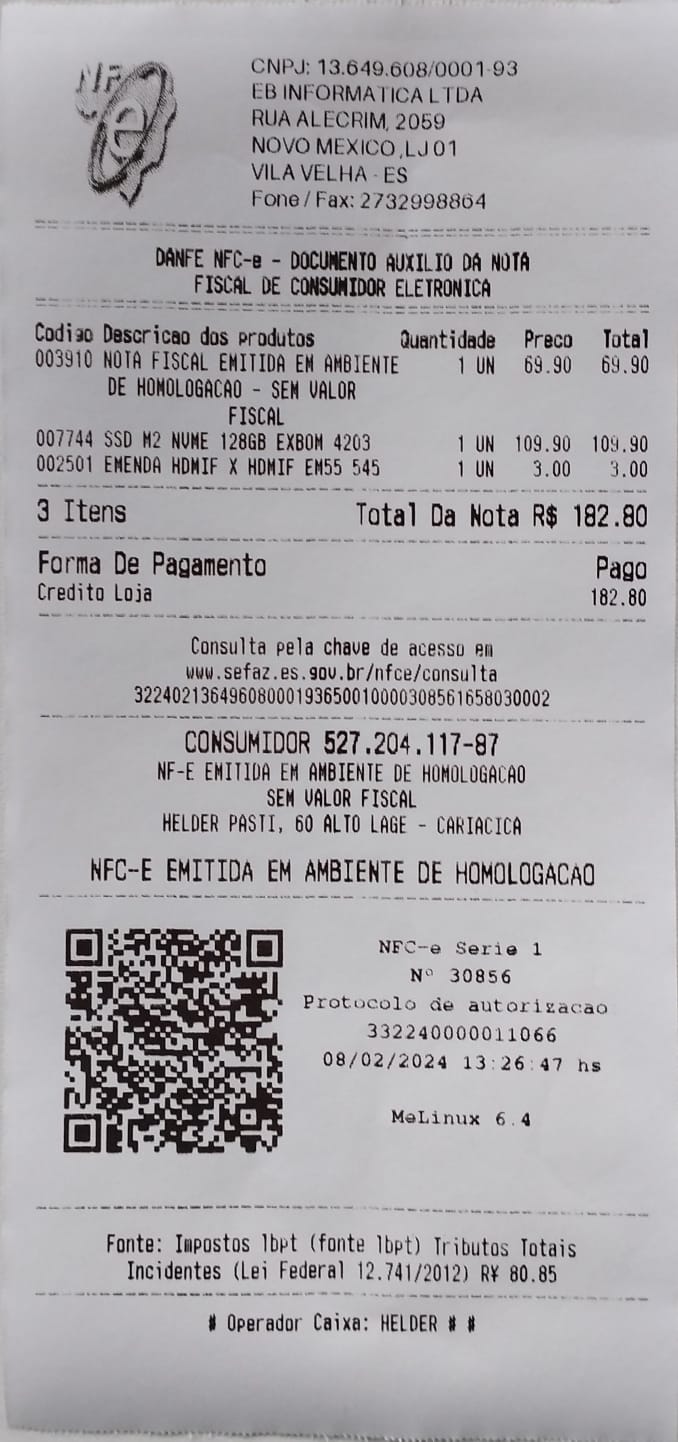 NFC
e
CNPJ: 13.649.608/0001-93
EB INFORMATICA LTDA
RUA ALECRIM, 2059
NOVO MEXICO,LJ 01
VILA VELHA - ES
Fone / Fax: 2732998864
DANFE NFC-e - DOCUMENTO AUXILIO DA NOTA
FISCAL DE CONSUMIDOR ELETRONICA
Codigo Descricao dos produtos Quantidade Preco Total
003910 NOTA FISCAL EMITIDA EM AMBIENTE 1 UN 69.90 69.90
DE HOMOLOGACAO - SEM VALOR
FISCAL
007744 SSD M2 NVME 128GB EXBOM 4203 1 UN 109.90 109.90
002501 EMENDA HDMIF X HDMIF EM55 545 1 UN 3.00 3.00
3 Itens Total Da Nota R$ 182.80
Forma De Pagamento Pago
Credito Loja 182.80
Consulta pela chave de acesso em
www.sefaz.es.gov.br/nfce/consulta
32240213649608000193650010000308561658030002
CONSUMIDOR 527.204.117-87
NF-E EMITIDA EM AMBIENTE DE HOMOLOGACAO
SEM VALOR FISCAL
HELDER PASTI, 60 ALTO LAGE - CARIACICA
NFC-E EMITIDA EM AMBIENTE DE HOMOLOGACAO
NFC-e Serie 1
Nº 30856
Protocolo de autorizacao
332240000011066
08/02/2024 13:26:47 hs
MeLinux 6.4
Fonte: Impostos lbpt (fonte lbpt) Tributos Totais
Incidentes (Lei Federal 12.741/2012) R¥ 80.85
# Operador Caixa: HELDER # #